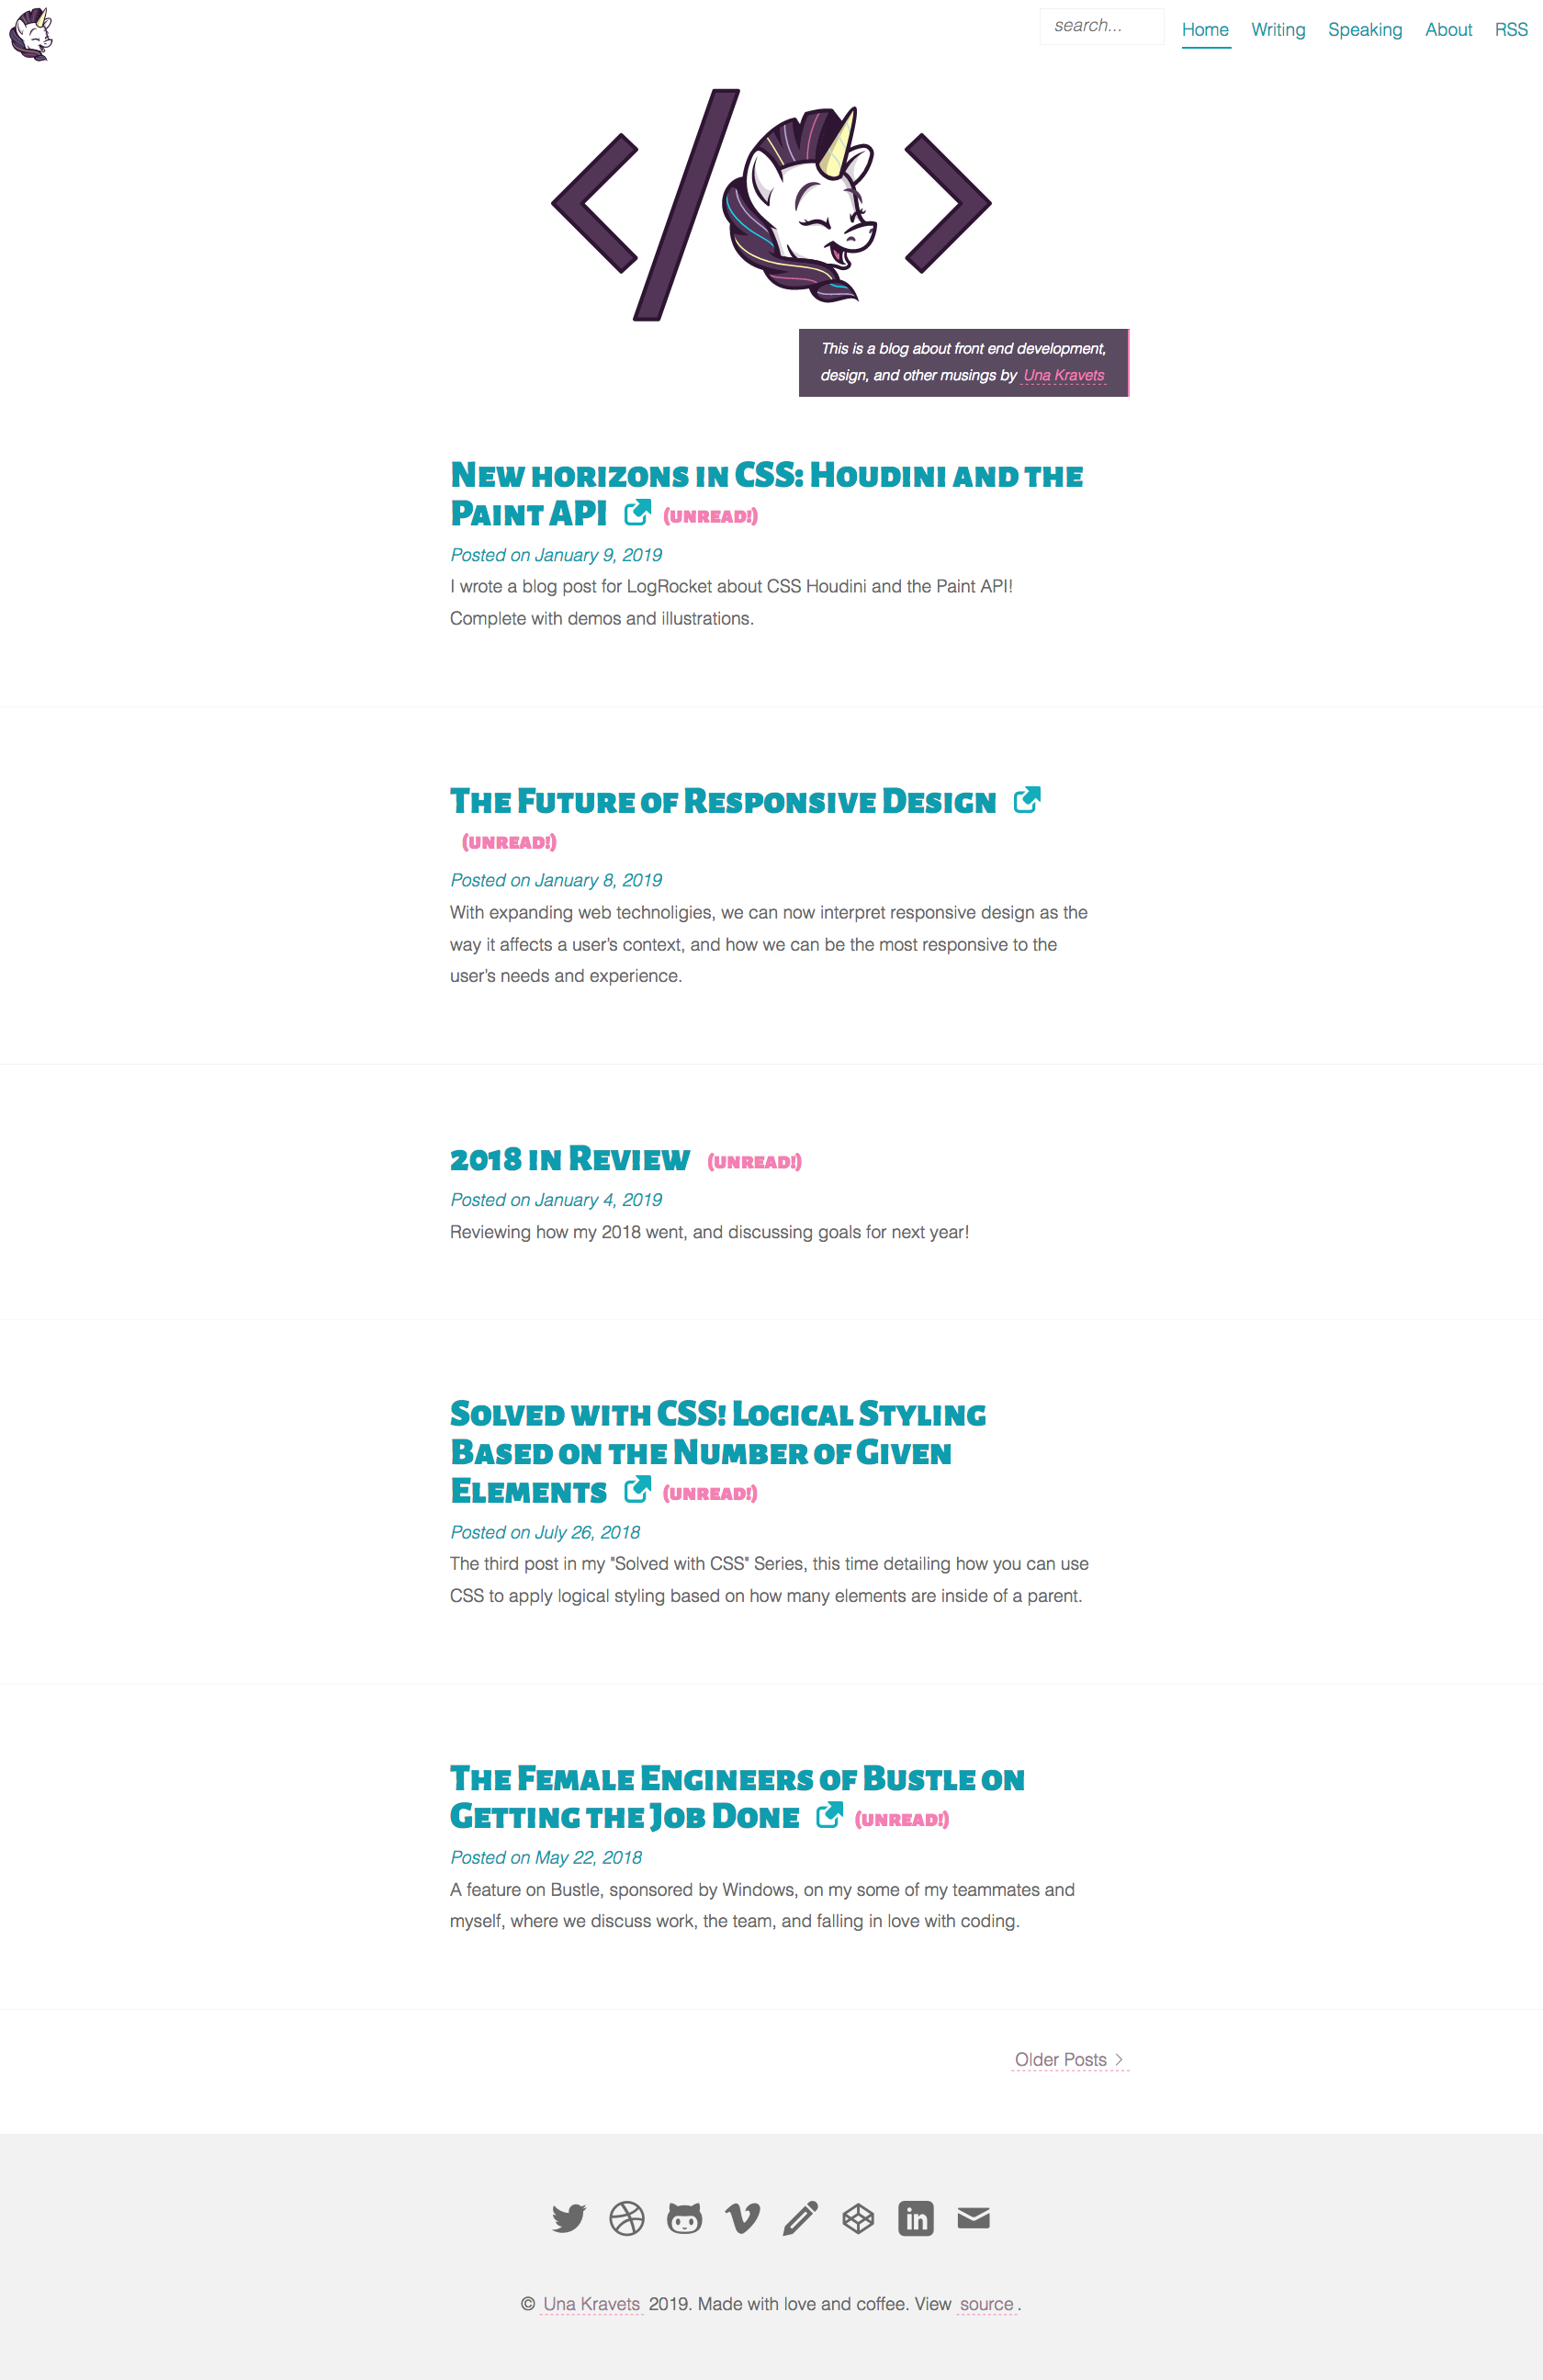 search...
Home Writing Speaking About RSS
This is a blog about front end development,
design, and other musings by Una Kravets
New horizons in CSS: Houdini and the
Paint API (unread!)
Posted on January 9, 2019
I wrote a blog post for LogRocket about CSS Houdini and the Paint API!
Complete with demos and illustrations.
The Future of Responsive Design
(unread!)
Posted on January 8, 2019
With expanding web technoligies, we can now interpret responsive design as the
way it affects a user's context, and how we can be the most responsive to the
user's needs and experience.
2018 in Review (unread!)
Posted on January 4, 2019
Reviewing how my 2018 went, and discussing goals for next year!
Solved with CSS! Logical Styling
Based on the Number of Given
Elements (unread!)
Posted on July 26, 2018
The third post in my "Solved with CSS" Series, this time detailing how you can use
CSS to apply logical styling based on how many elements are inside of a parent.
The Female Engineers of Bustle on
Getting the Job Done (unread!)
Posted on May 22, 2018
A feature on Bustle, sponsored by Windows, on my some of my teammates and
myself, where we discuss work, the team, and falling in love with coding.
Older Posts >
© Una Kravets 2019. Made with love and coffee. View source.